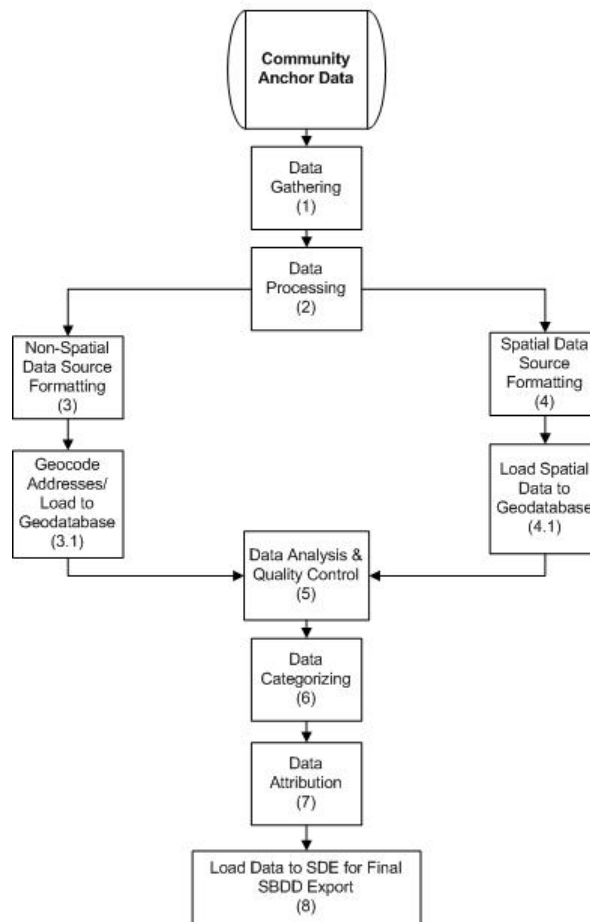 Community
Anchor Data
Data
Gathering
(1)
Data
Processing
(2)
Non-Spatial
Data Source
Formatting
(3)
Spatial Data
Source
Formatting
(4)
Geocode
Addresses/
Load to
Geodatabase
(3.1)
Load Spatial
Data to
Geodatabase
(4.1)
Data Analysis &
Quality Control
(5)
Data
Categorizing
(6)
Data
Attribution
(7)
Load Data to SDE for Final
SBDD Export
(8)